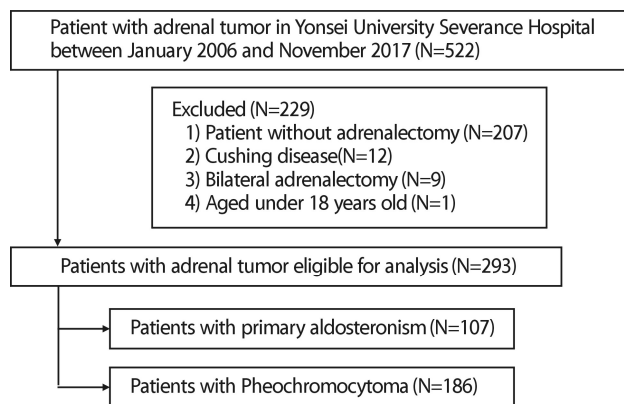 Patient with adrenal tumor in Yonsei University Severance Hospital
between January 2006 and November 2017 (N=522)
Excluded (N=229)
1) Patient without adrenalectomy (N=207)
2) Cushing disease(N=12)
3) Bilateral adrenalectomy (N=9)
4) Aged under 18 years old (N=1)
Patients with adrenal tumor eligible for analysis (N=293)
Patients with primary aldosteronism (N=107)
Patients with Pheochromocytoma (N=186)